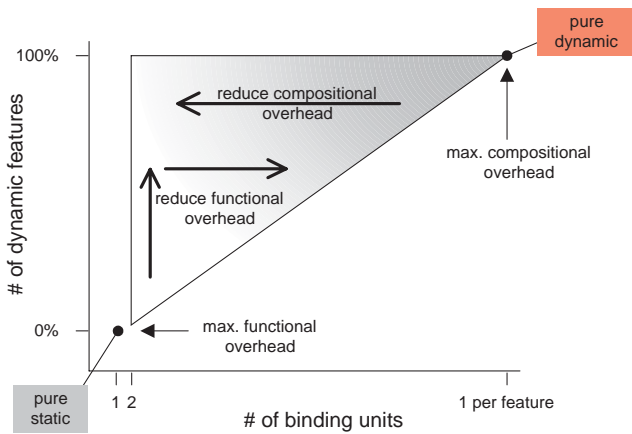 pure
dynamic
100%
reduce compositional
overhead
max. compositional
overhead
reduce functional
overhead
# of dynamic features
0%
max. functional
overhead
pure
static
1 2
1 per feature
# of binding units